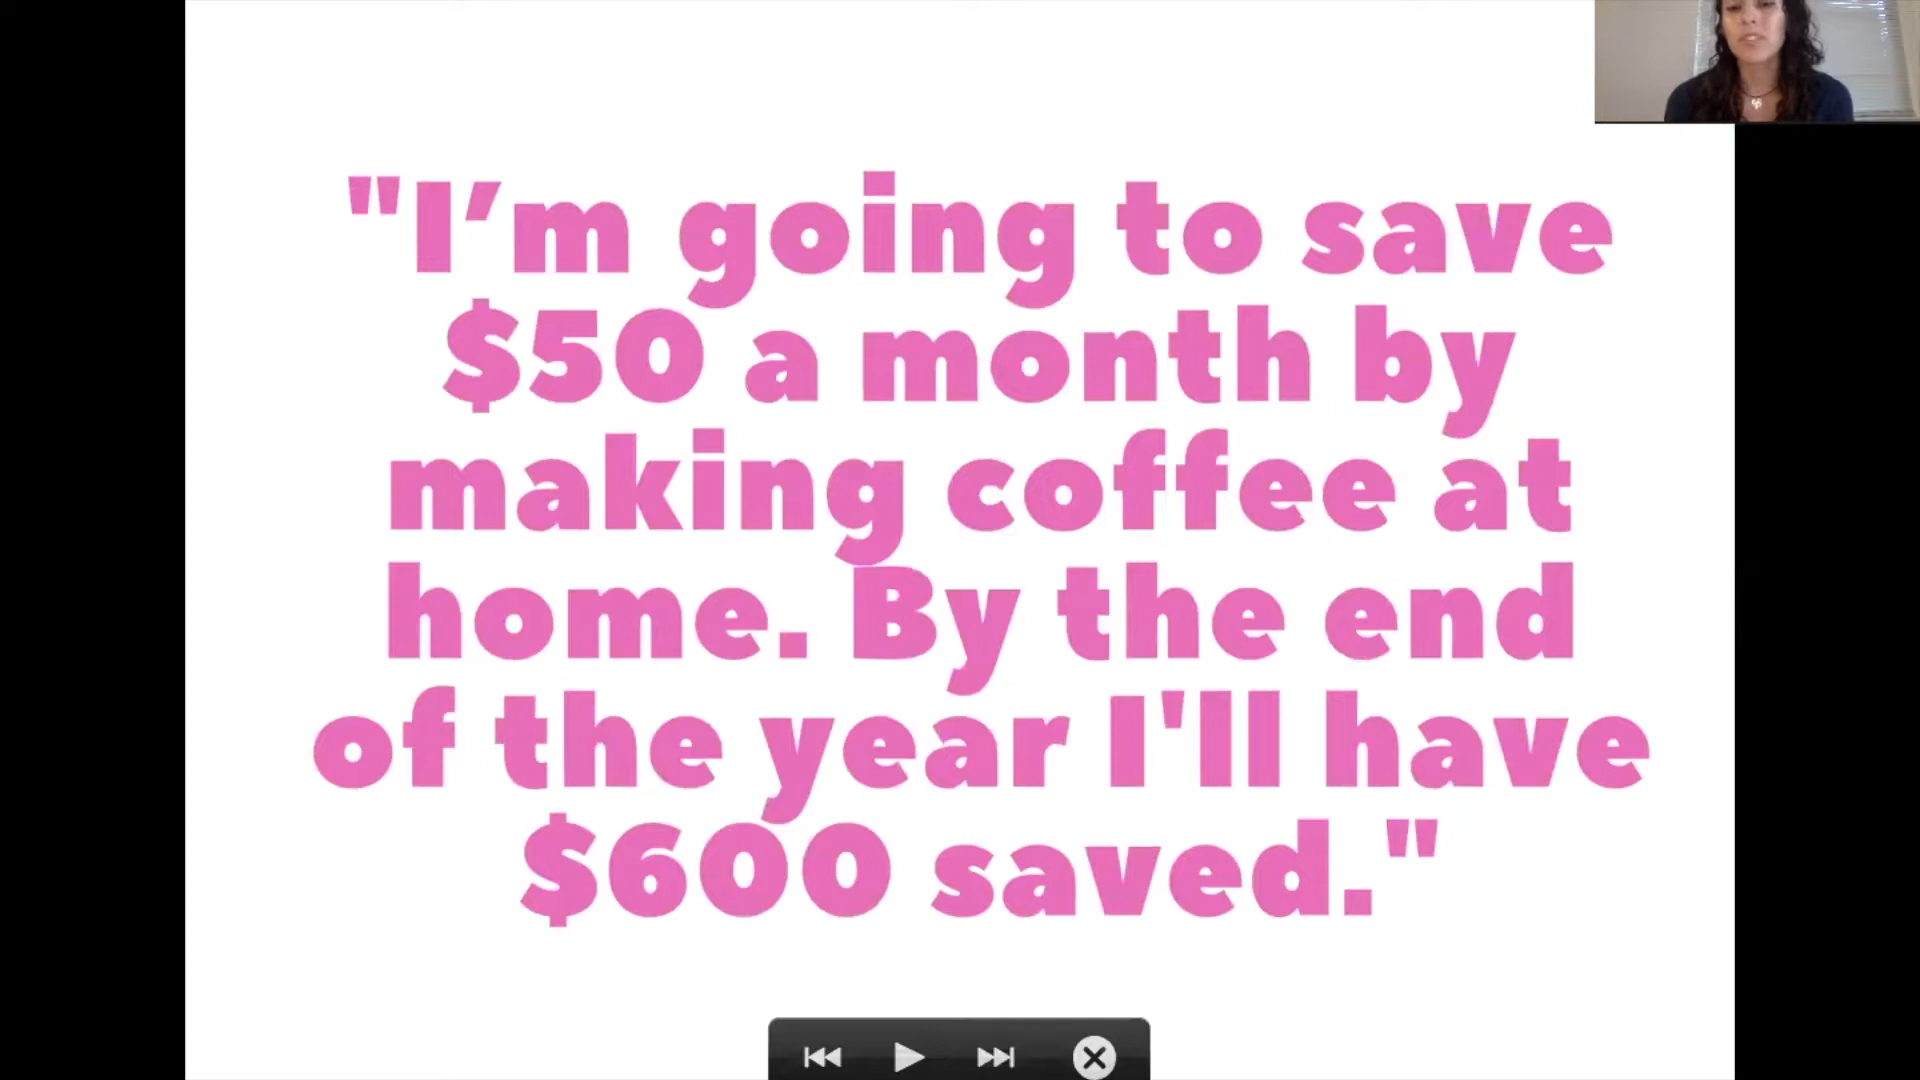 "I’m going to save
$50 a month by
making coffee at
home. By the end
of the year I'll have
$600 saved."